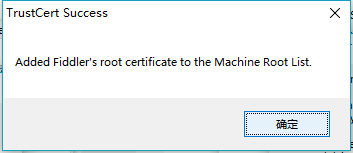 TrustCert Success
Added Fiddler's root certificate to the Machine Root List.
确定